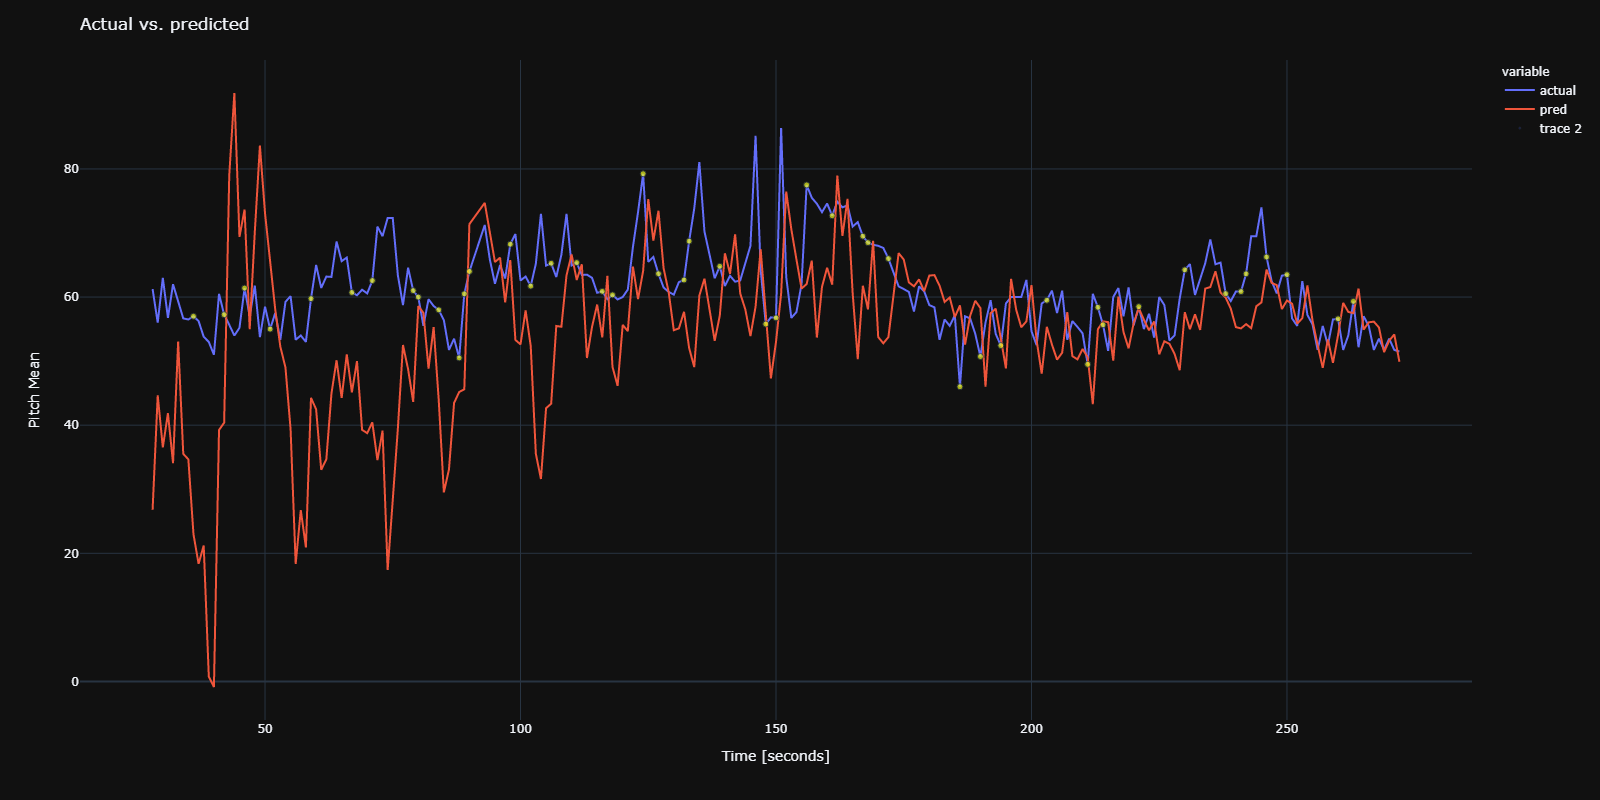 Actual vs. predicted
variable
actual
pred
trace 2
80
60
40
20
0
Pitch Mean
50
100
150
200
250
Time [seconds]